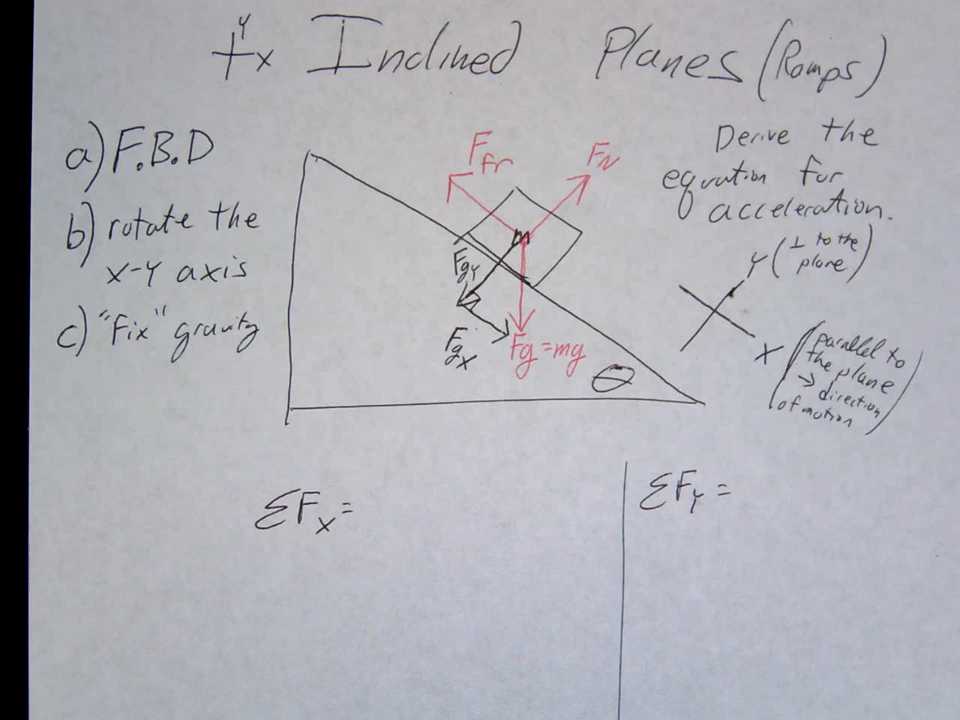 y
x Inclined Planes (Ramps)
a) F.B.D
b) rotate the
x-y axis
c) "Fix" gravity
Ffr
FN
m
Fgy
Fgx
Fg = mg
θ
Derive the
equation for
acceleration.
y (⊥ to the
plane)
x (parallel to
the plane
→ direction
of motion)
ΣFx =
ΣFy =